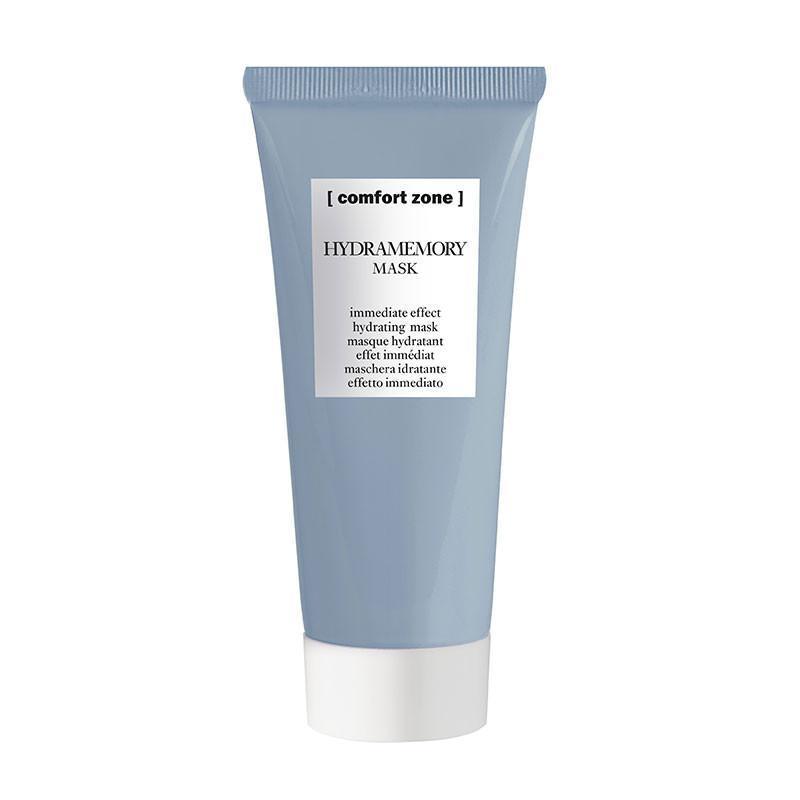 [ comfort zone ]
HYDRAMEMORY
MASK
immediate effect
hydrating mask
masque hydratant
effet immédiat
maschera idratante
effetto immediato